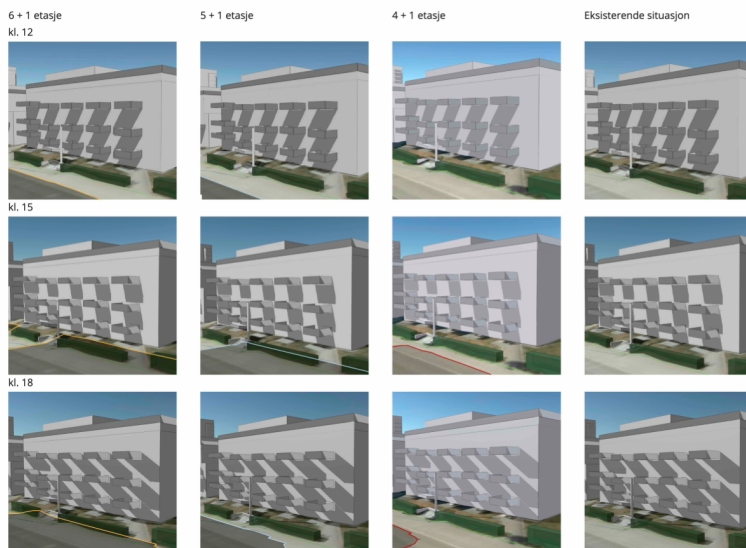 6 + 1 etasje
5 + 1 etasje
4 + 1 etasje
Eksisterende situasjon
kl. 12
kl. 15
kl. 18